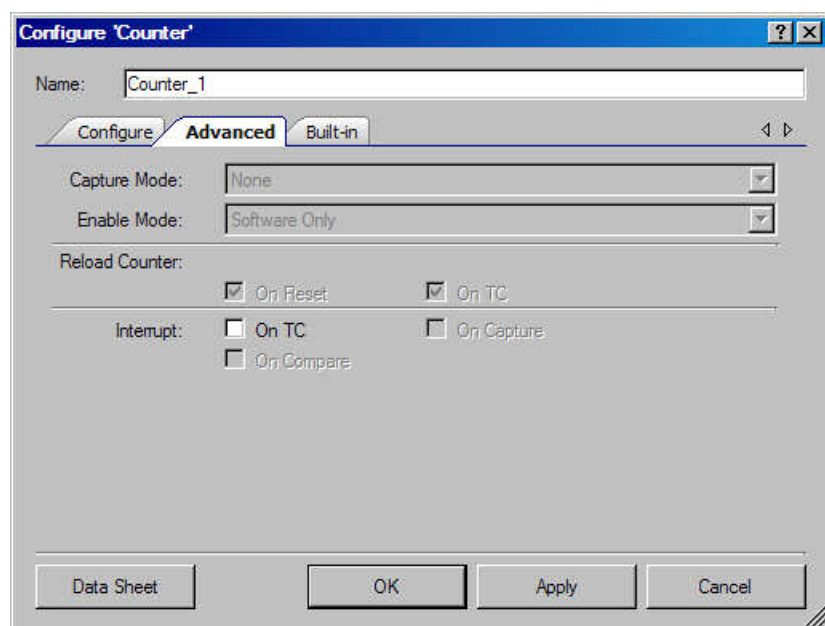 Configure 'Counter'
Name: Counter_1
Configure Advanced Built-in
Capture Mode: None
Enable Mode: Software Only
Reload Counter:
On Reset On TC
Interrupt: On TC On Capture
On Compare
Data Sheet OK Apply Cancel